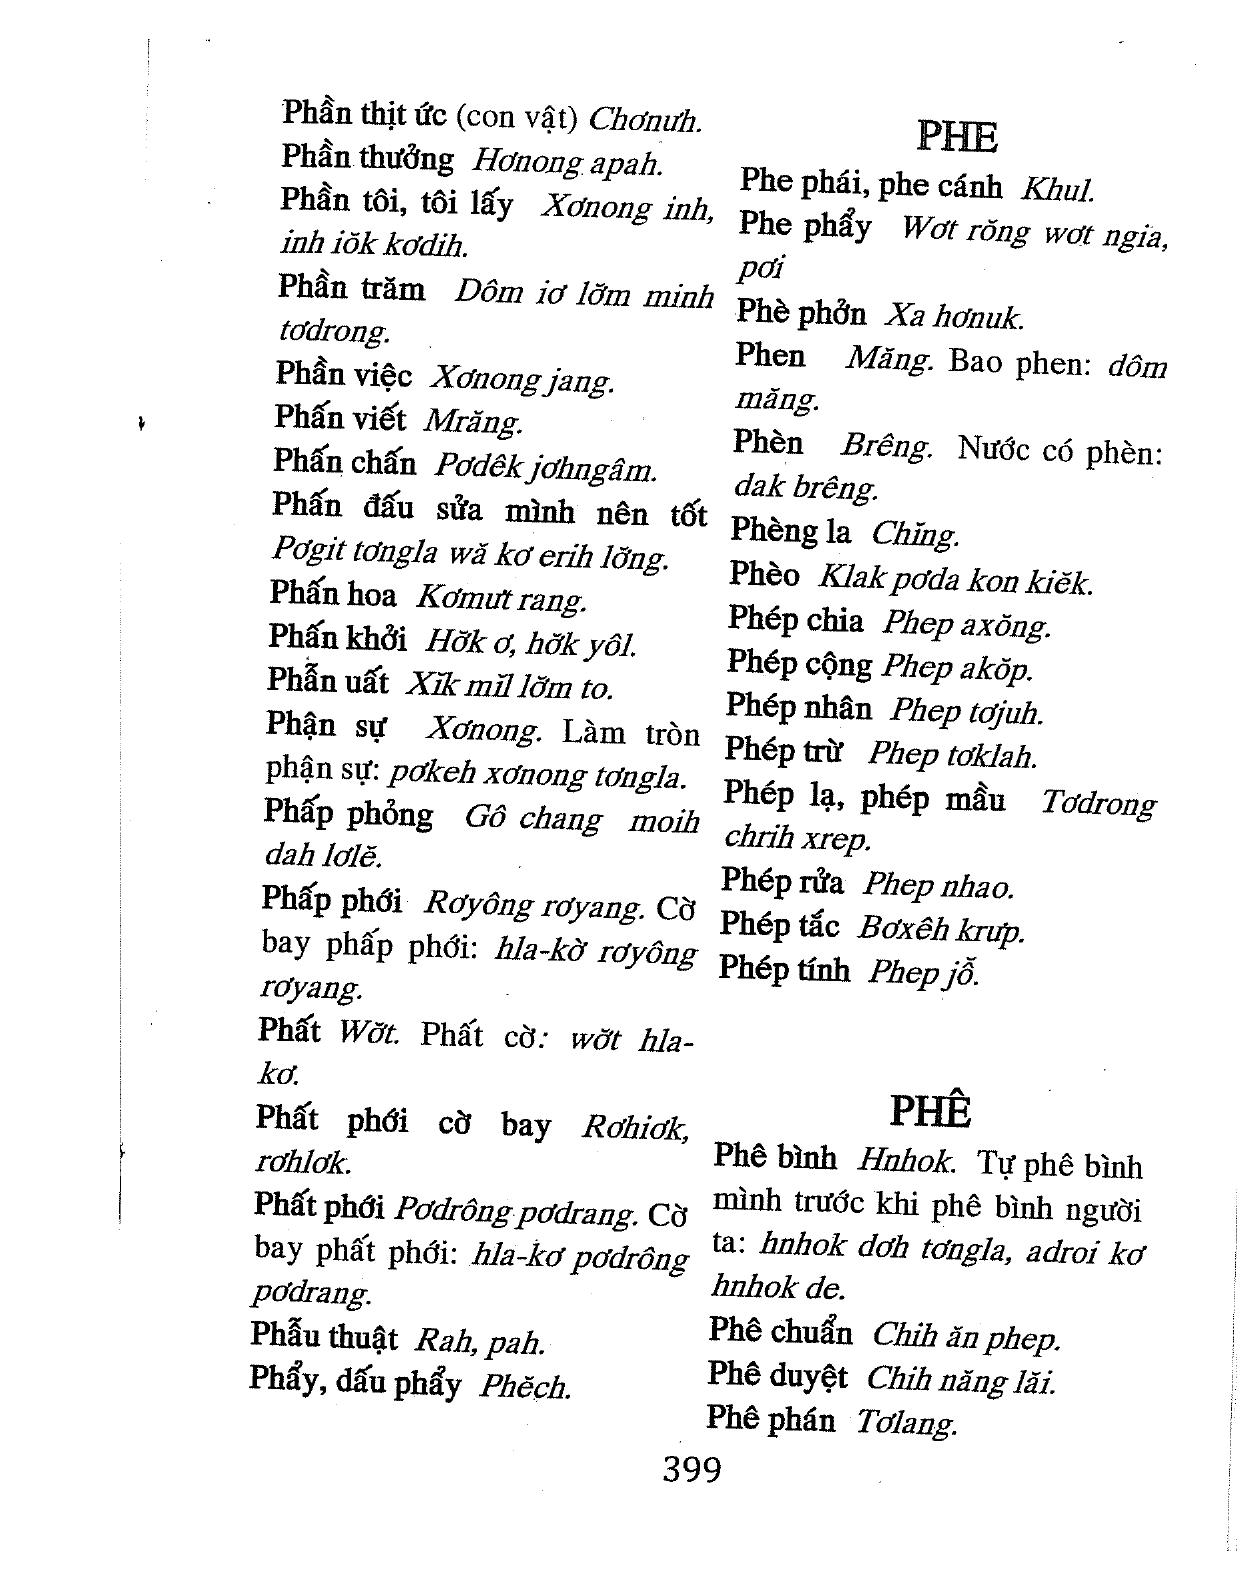 Phần thịt ức (con vật) Chơnưh.
Phần thưởng Hơnong apah.
Phần tôi, tôi lấy Xơnong inh,
inh iŏk kơdih.
Phần trăm Dôm iơ lơ̆m minh
tơdrong.
Phần việc Xơnong jang.
Phấn viết Mrăng.
Phấn chấn Pơdêk jơhngâm.
Phấn đấu sửa mình nên tốt
Pơgit tơngla wă kơ erih lơ̆ng.
Phấn hoa Kơmưt rang.
Phấn khởi Hơ̆k ơ, hơ̆k yôl.
Phẫn uất Xĭk mĭl lơ̆m to.
Phận sự Xơnong. Làm tròn
phận sự: pơkeh xơnong tơngla.
Phấp phỏng Gô chang moih
dah lơlĕ.
Phấp phới Rơyông rơyang. Cờ
bay phấp phới: hla-kờ rơyông
rơyang.
Phất Wơ̆t. Phất cờ: wơ̆t hla-
kơ.
Phất phới cờ bay Rơhiơk,
rơhlơk.
Phất phới Pơdrông pơdrang. Cờ
bay phất phới: hla-kơ pơdrông
pơdrang.
Phẫu thuật Rah, pah.
Phẩy, dấu phẩy Phĕch.
PHE
Phe phái, phe cánh Khul.
Phe phẩy Wơt rŏng wơt ngia,
pơi
Phè phởn Xa hơnuk.
Phen Măng. Bao phen: dôm
măng.
Phèn Brêng. Nước có phèn:
dak brêng.
Phèng la Chĭng.
Phèo Klak pơda kon kiĕk.
Phép chia Phep axŏng.
Phép cộng Phep akŏp.
Phép nhân Phep tơjuh.
Phép trừ Phep tơklah.
Phép lạ, phép mầu Tơdrong
chrih xrep.
Phép rửa Phep nhao.
Phép tắc Bơxêh krưp.
Phép tính Phep jô̆.
PHÊ
Phê bình Hnhok. Tự phê bình
mình trước khi phê bình người
ta: hnhok dơh tơngla, adroi kơ
hnhok de.
Phê chuẩn Chih ăn phep.
Phê duyệt Chih năng lăi.
Phê phán Tơlang.
399